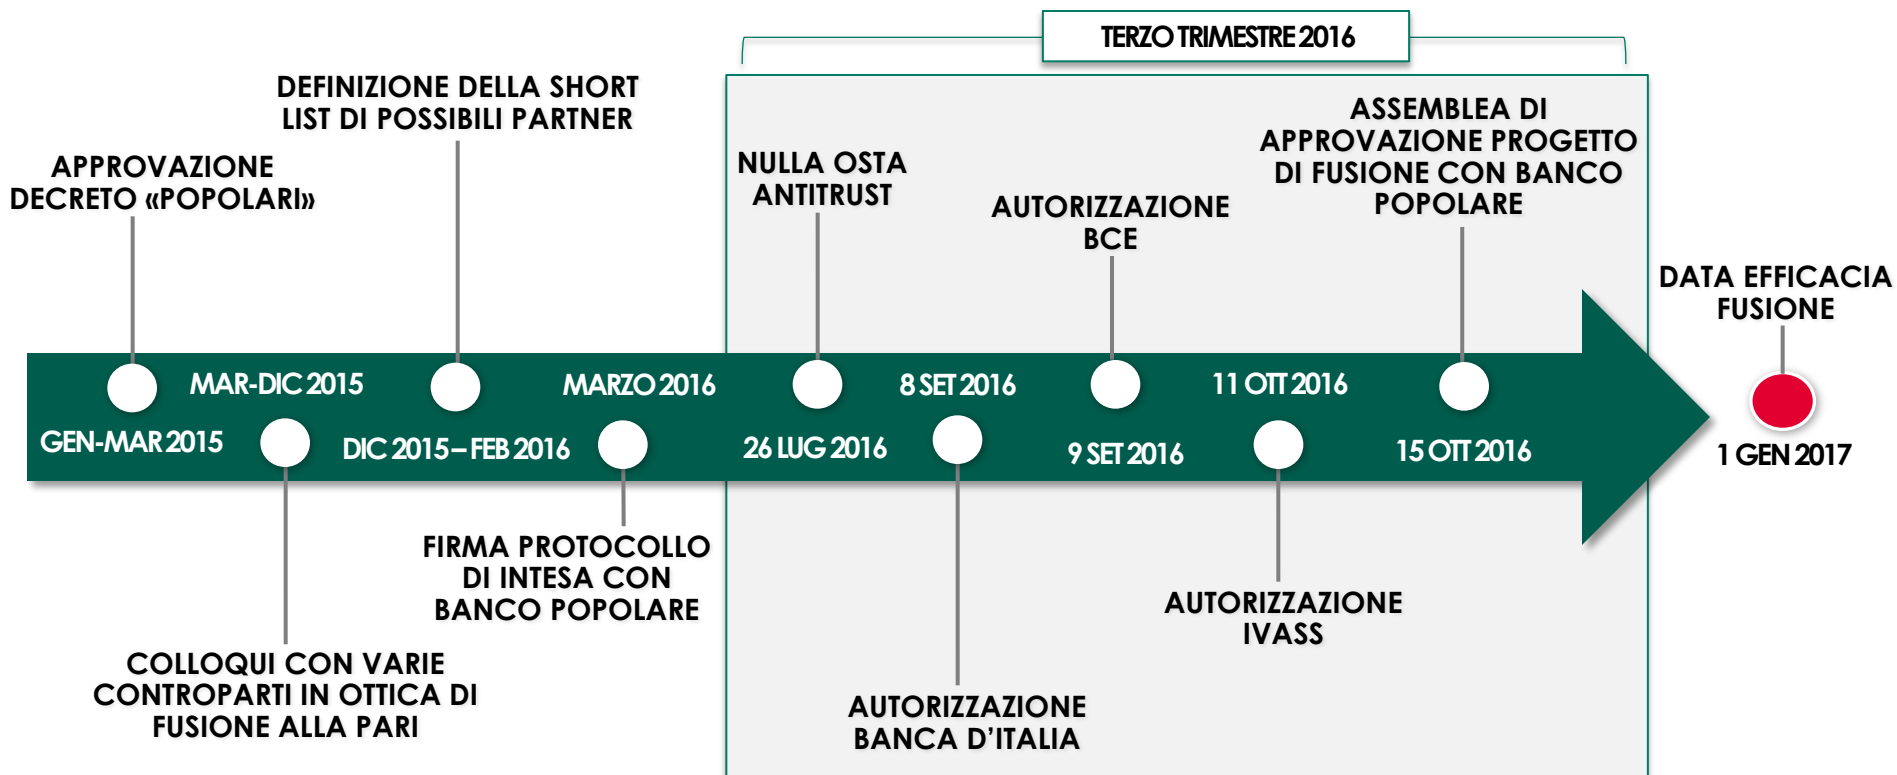 TERZO TRIMESTRE 2016
DEFINIZIONE DELLA SHORT
LIST DI POSSIBILI PARTNER
APPROVAZIONE
DECRETO «POPOLARI»
NULLA OSTA
ANTITRUST
AUTORIZZAZIONE
BCE
ASSEMBLEA DI
APPROVAZIONE PROGETTO
DI FUSIONE CON BANCO
POPOLARE
DATA EFFICACIA
FUSIONE
MAR-DIC 2015
MARZO 2016
8 SET 2016
11 OTT 2016
GEN-MAR 2015
DIC 2015 – FEB 2016
26 LUG 2016
9 SET 2016
15 OTT 2016
1 GEN 2017
FIRMA PROTOCOLLO
DI INTESA CON
BANCO POPOLARE
AUTORIZZAZIONE
IVASS
COLLOQUI CON VARIE
CONTROPARTI IN OTTICA DI
FUSIONE ALLA PARI
AUTORIZZAZIONE
BANCA D’ITALIA